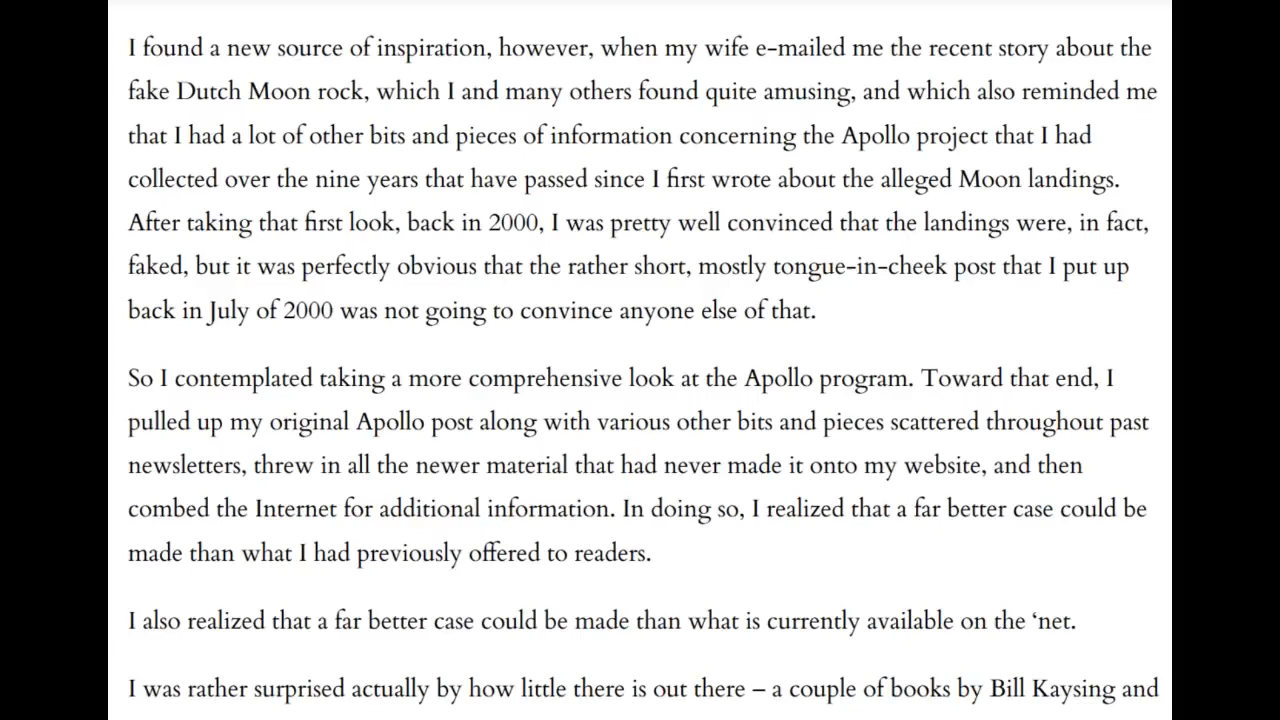 I found a new source of inspiration, however, when my wife e-mailed me the recent story about the
fake Dutch Moon rock, which I and many others found quite amusing, and which also reminded me
that I had a lot of other bits and pieces of information concerning the Apollo project that I had
collected over the nine years that have passed since I first wrote about the alleged Moon landings.
After taking that first look, back in 2000, I was pretty well convinced that the landings were, in fact,
faked, but it was perfectly obvious that the rather short, mostly tongue-in-cheek post that I put up
back in July of 2000 was not going to convince anyone else of that.
So I contemplated taking a more comprehensive look at the Apollo program. Toward that end, I
pulled up my original Apollo post along with various other bits and pieces scattered throughout past
newsletters, threw in all the newer material that had never made it onto my website, and then
combed the Internet for additional information. In doing so, I realized that a far better case could be
made than what I had previously offered to readers.
I also realized that a far better case could be made than what is currently available on the ‘net.
I was rather surprised actually by how little there is out there – a couple of books by Bill Kaysing and